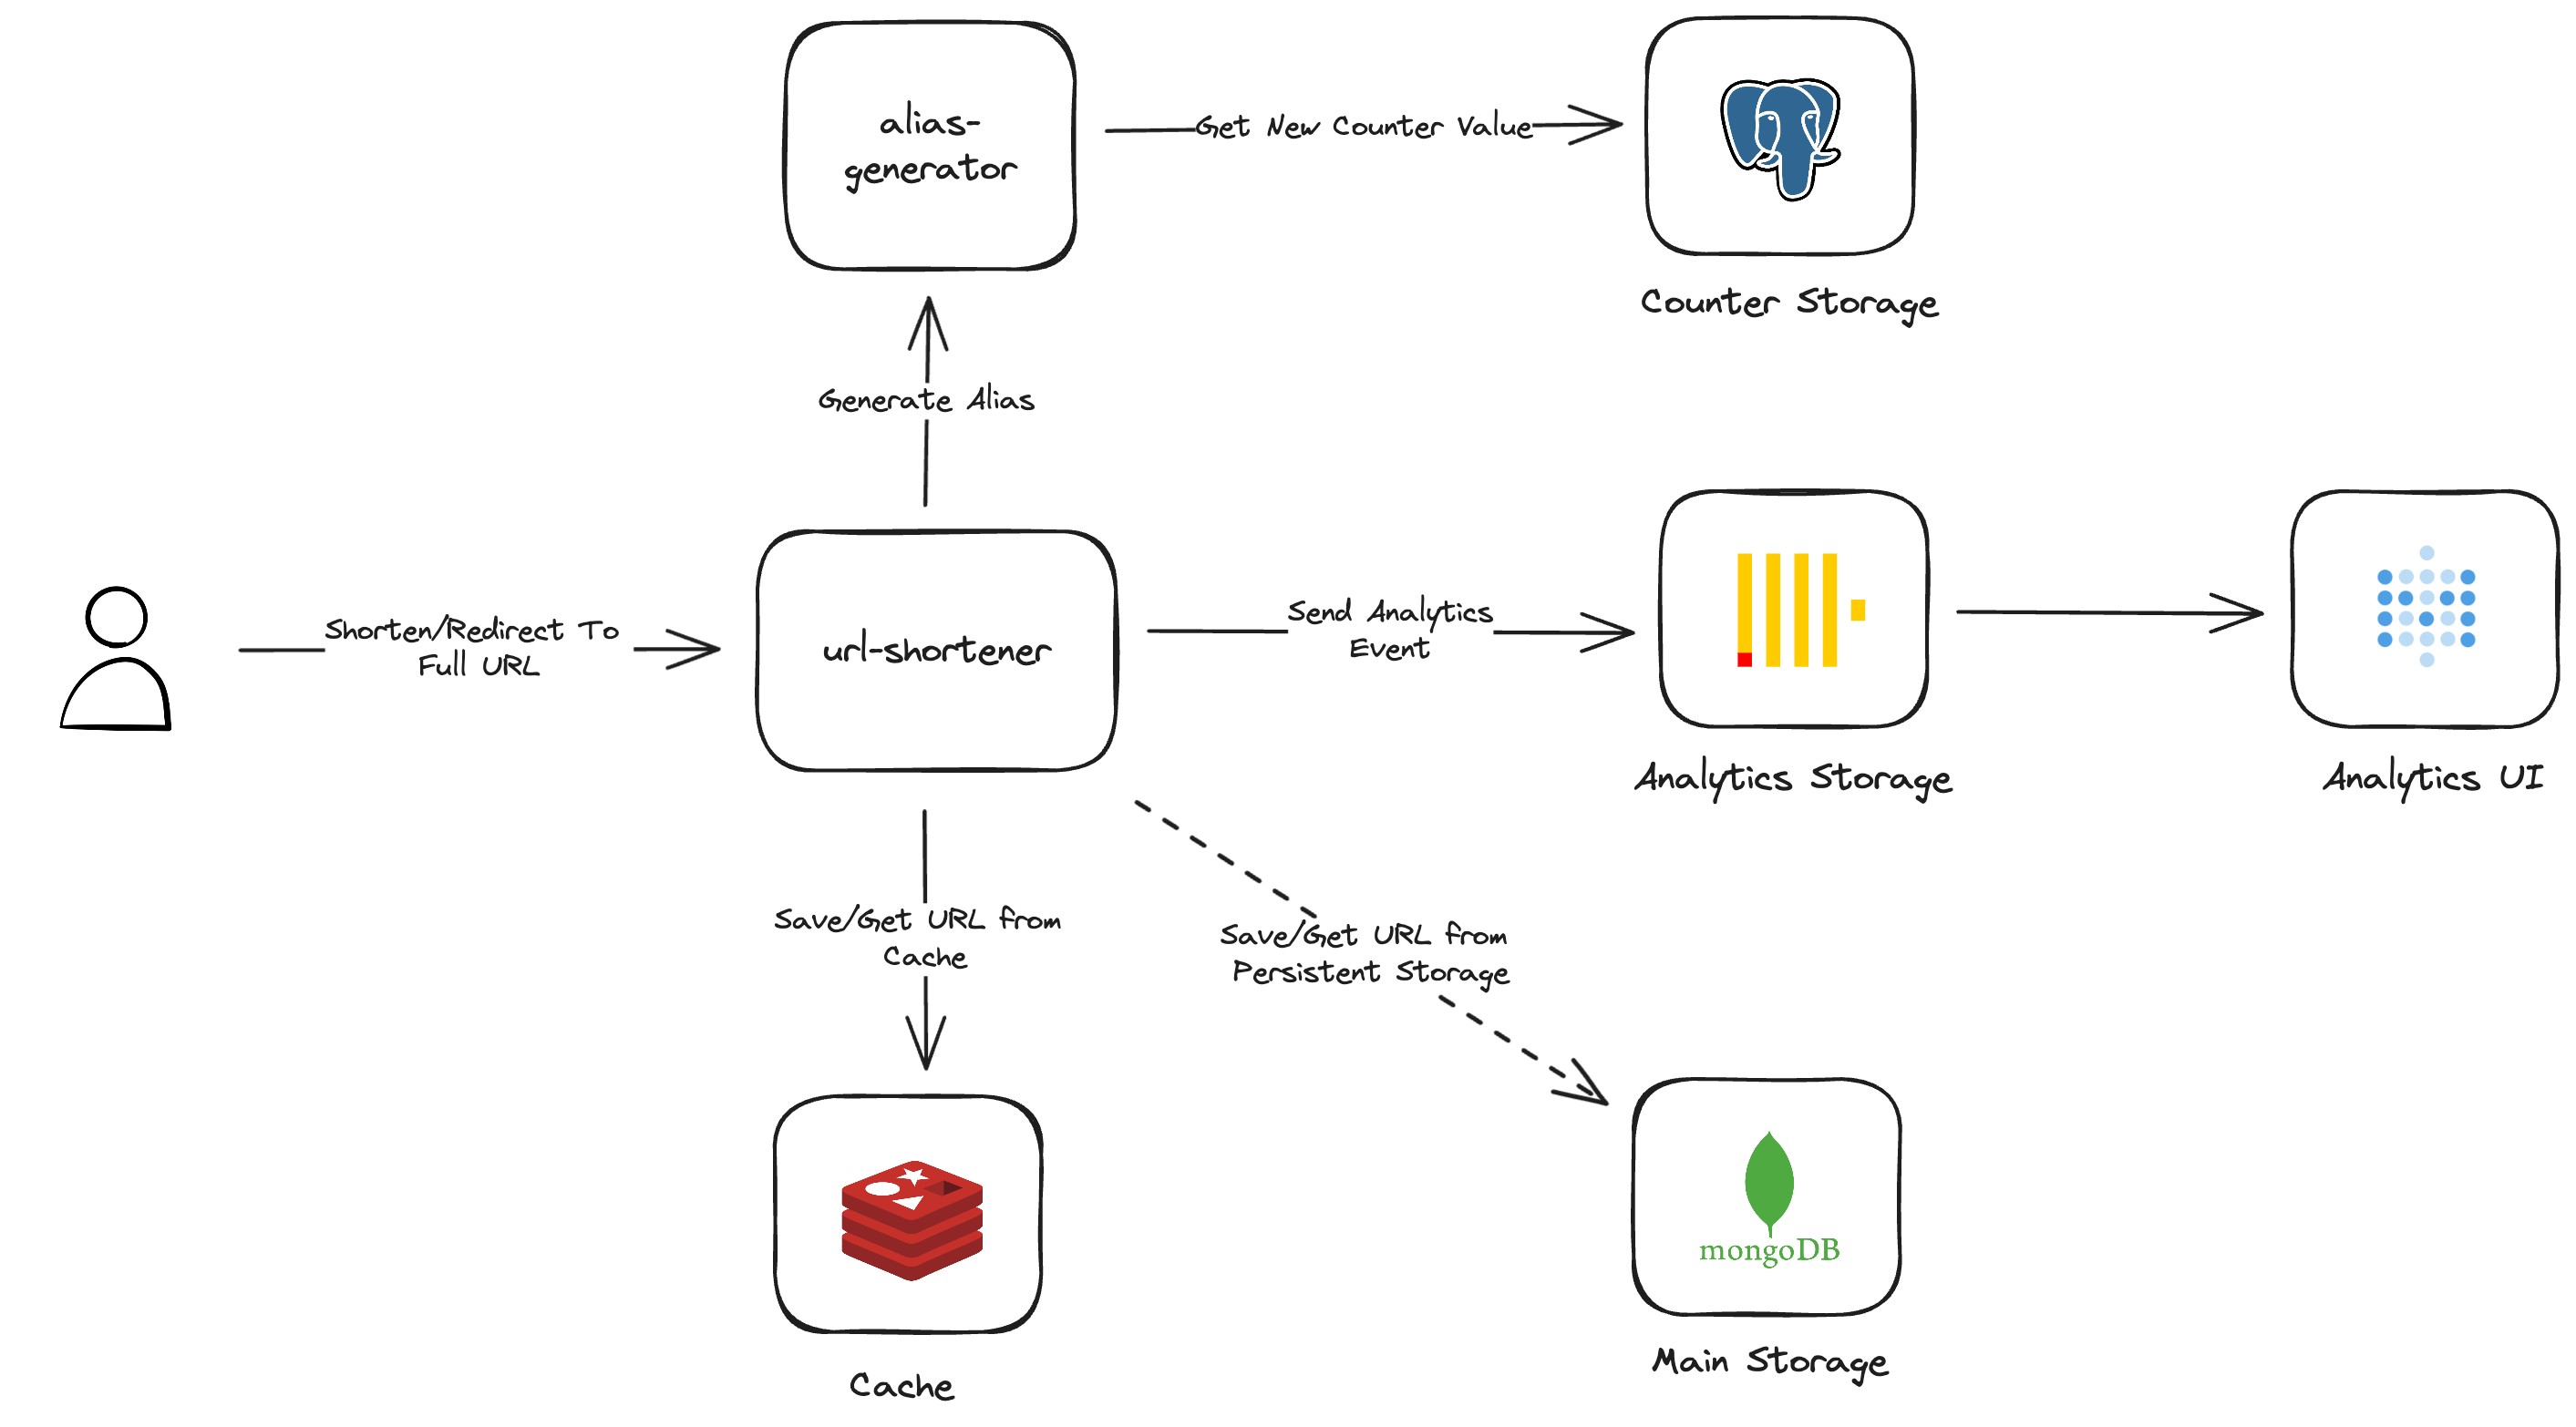 alias-
generator
Get New Counter Value
Counter Storage
Generate Alias
Shorten/Redirect To
Full URL
url-shortener
Send Analytics
Event
Analytics Storage
Analytics UI
Save/Get URL from
Cache
Save/Get URL from
Persistent Storage
mongoDB
Cache
Main Storage